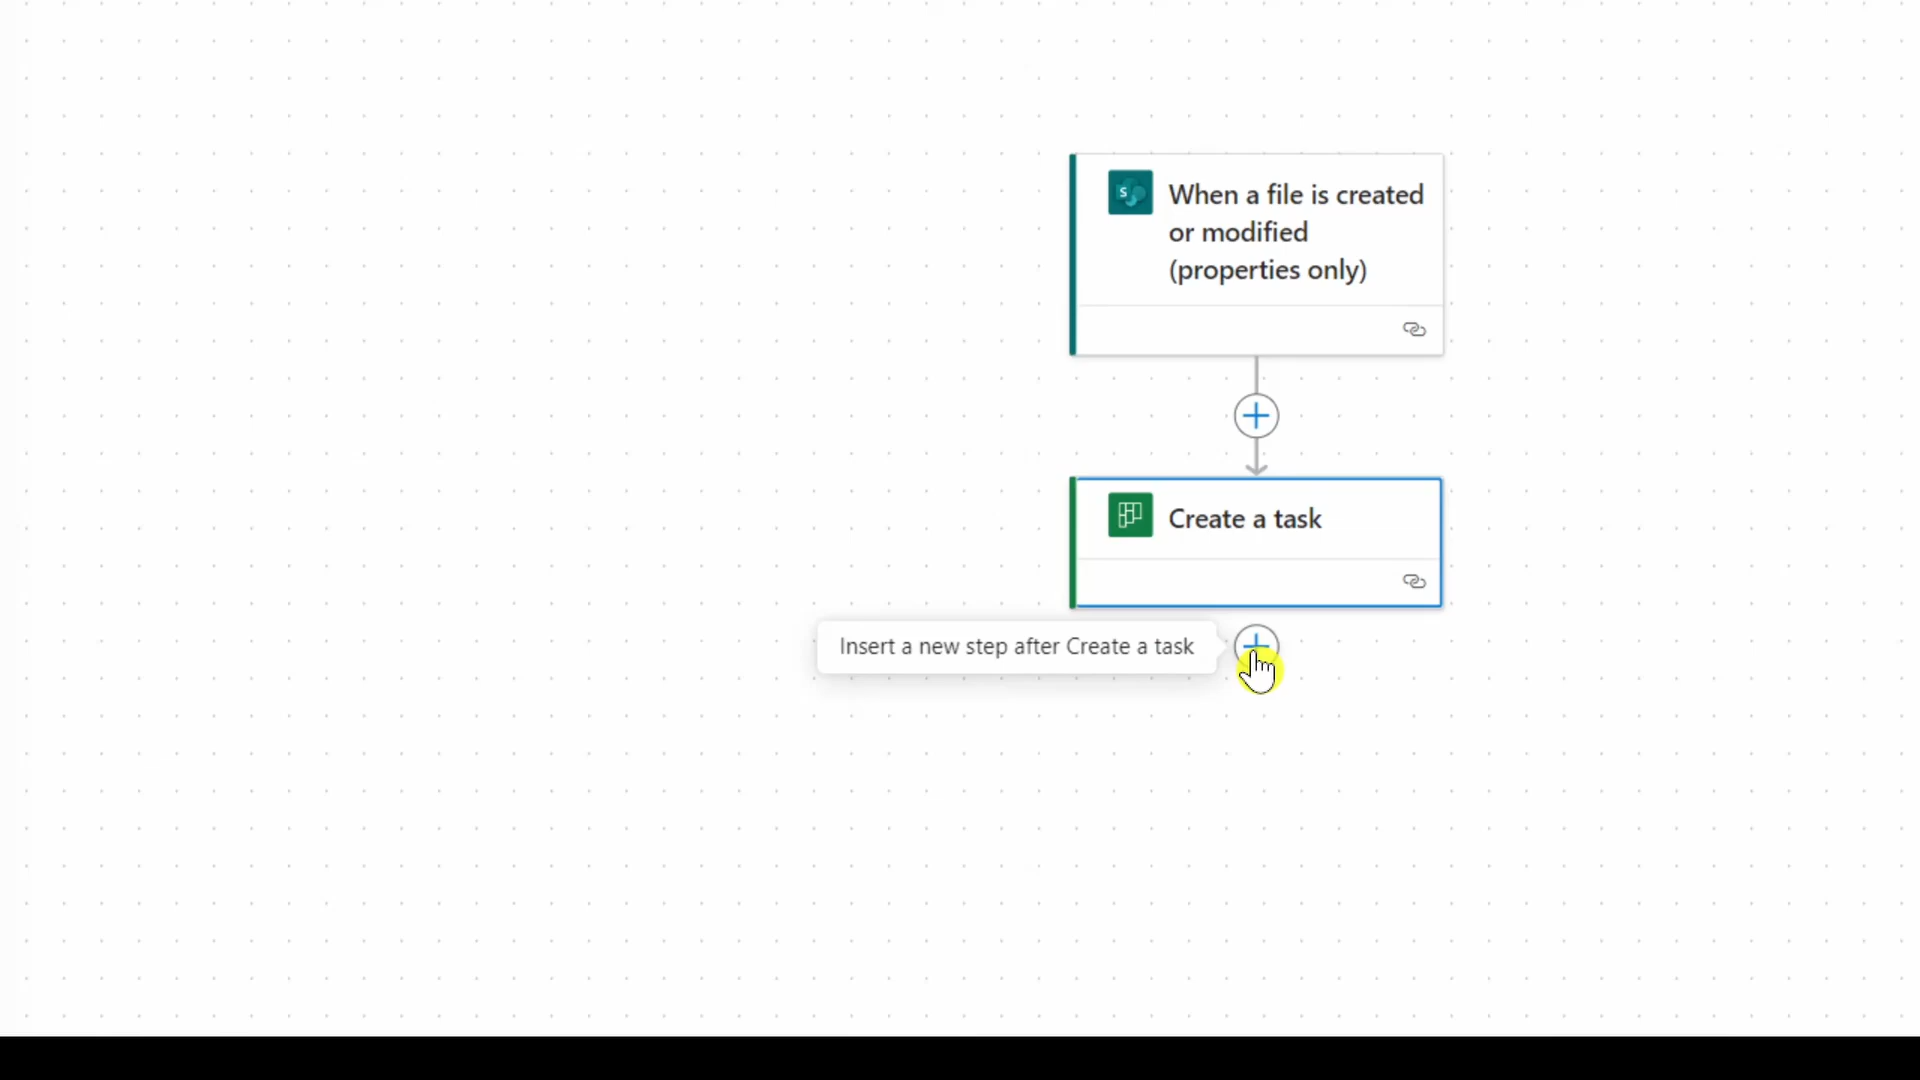 When a file is created
or modified
(properties only)
Create a task
Insert a new step after Create a task